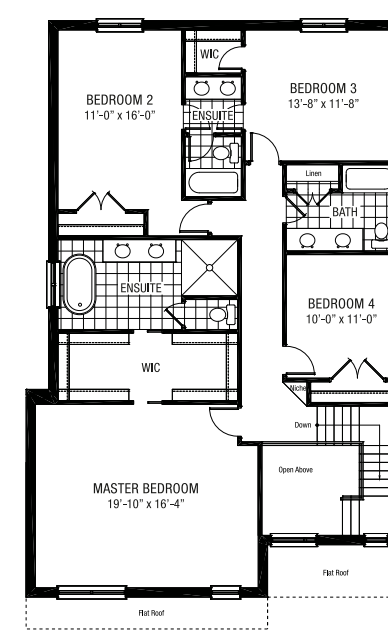 WIC
BEDROOM 2
11'-0" x 16'-0"
BEDROOM 3
13'-8" x 11'-8"
ENSUITE
Linen
BATH
ENSUITE
BEDROOM 4
10'-0" x 11'-0"
WIC
Niche
Down
Open Above
MASTER BEDROOM
19'-10" x 16'-4"
Flat Roof
Flat Roof